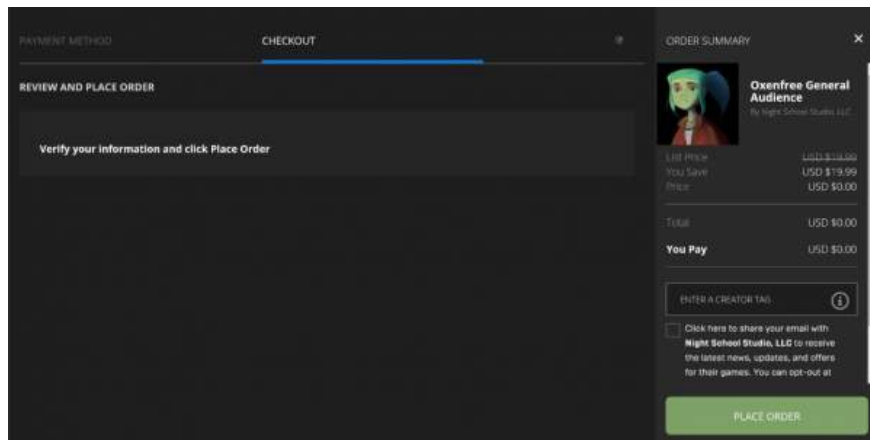 PAYMENT METHOD
CHECKOUT
REVIEW AND PLACE ORDER
Verify your information and click Place Order
ORDER SUMMARY
Oxenfree General
Audience
By Night School Studio, LLC
List Price USD $19.99
You Save USD $19.99
Price USD $0.00
Total USD $0.00
You Pay USD $0.00
ENTER A CREATOR TAG
Click here to share your email with
Night School Studio, LLC to receive
the latest news, updates, and offers
for their games. You can opt-out at
PLACE ORDER